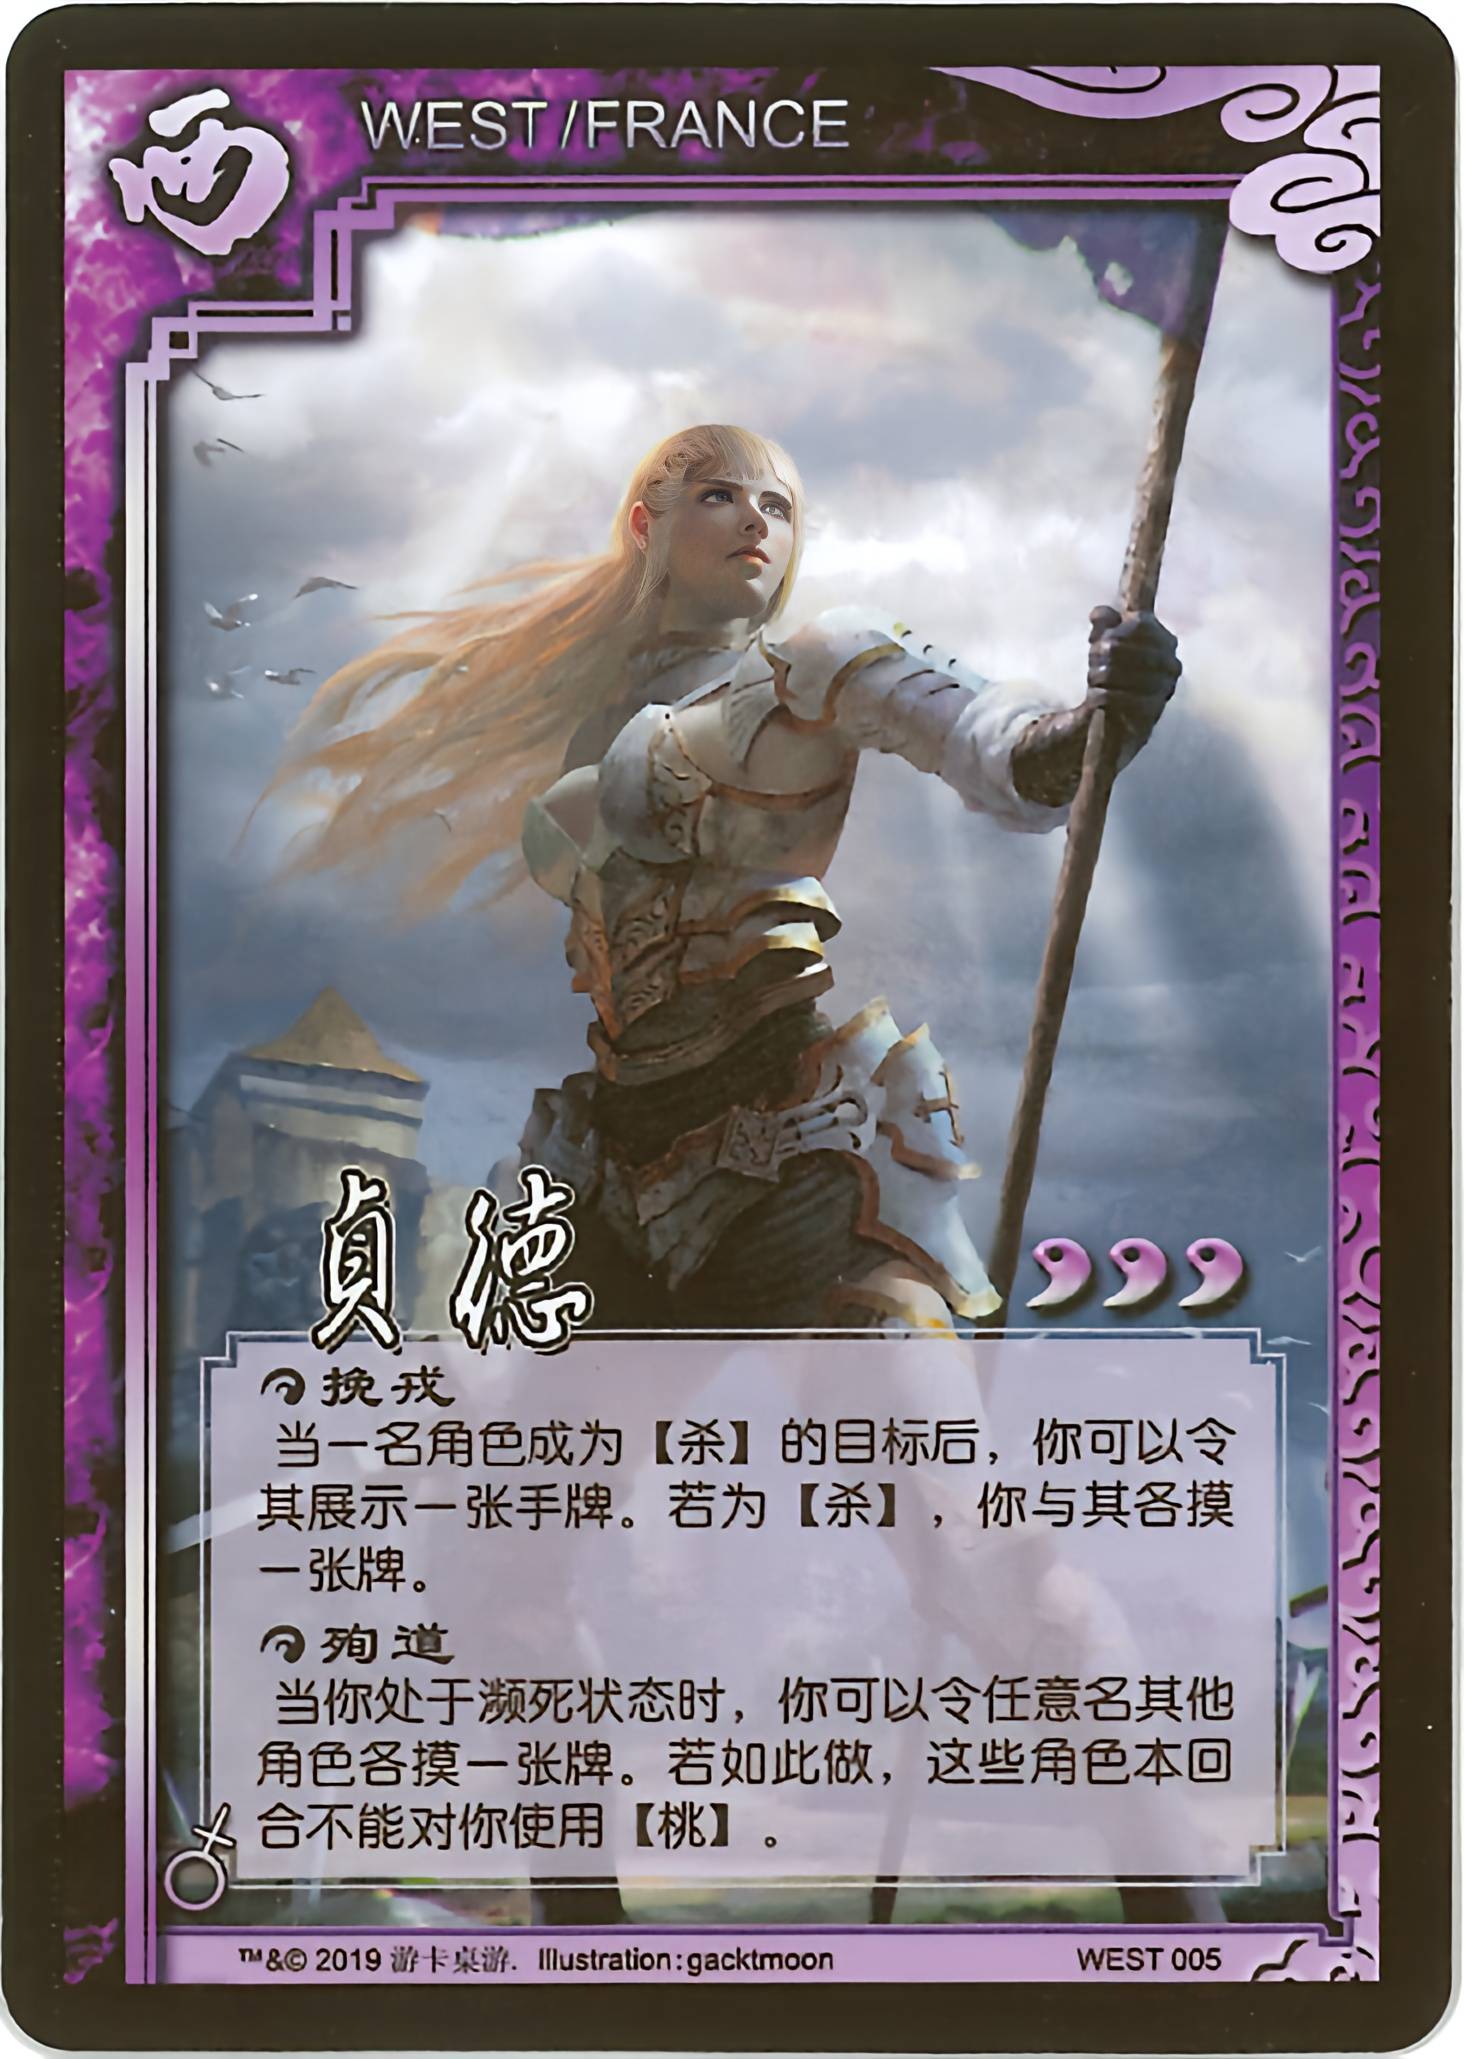 西
WEST/FRANCE
贞德
挽戎
当一名角色成为【杀】的目标后，你可以令
其展示一张手牌。若为【杀】，你与其各摸
一张牌。
殉道
当你处于濒死状态时，你可以令任意名其他
角色各摸一张牌。若如此做，这些角色本回
合不能对你使用【桃】。
™&© 2019 游卡桌游. Illustration:gacktmoon
WEST 005